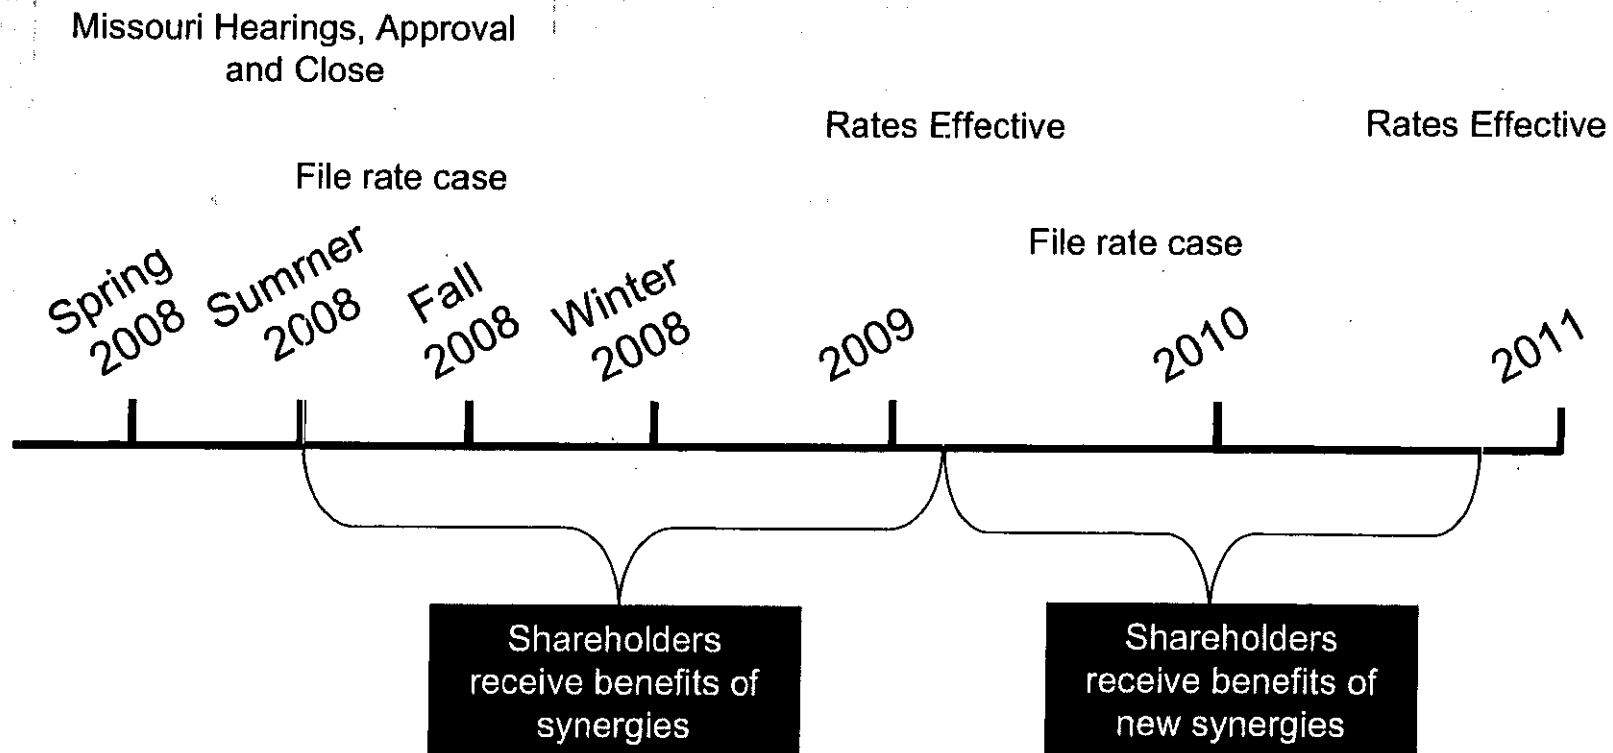 Missouri Hearings, Approval
and Close
Rates Effective
Rates Effective
File rate case
File rate case
Spring
2008
Summer
2008
Fall
2008
Winter
2008
2009
2010
2011
Shareholders
receive benefits of
synergies
Shareholders
receive benefits of
new synergies